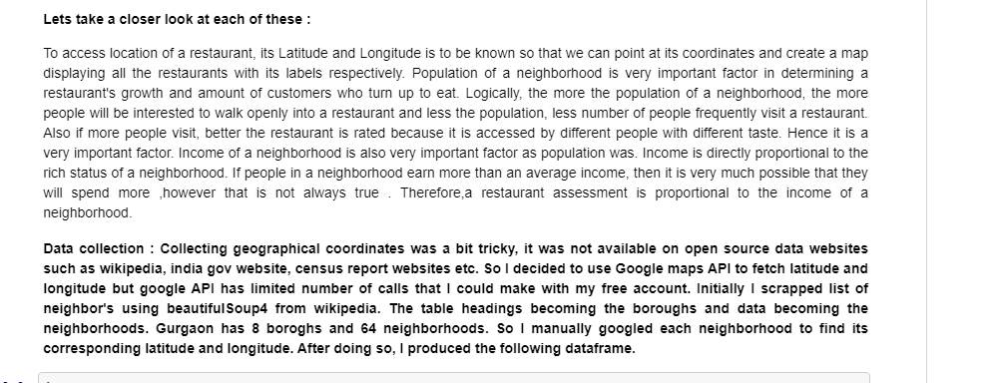 Lets take a closer look at each of these :
To access location of a restaurant, its Latitude and Longitude is to be known so that we can point at its coordinates and create a map
displaying all the restaurants with its labels respectively. Population of a neighborhood is very important factor in determining a
restaurant's growth and amount of customers who turn up to eat. Logically, the more the population of a neighborhood, the more
people will be interested to walk openly into a restaurant and less the population, less number of people frequently visit a restaurant.
Also if more people visit, better the restaurant is rated because it is accessed by different people with different taste. Hence it is a
very important factor. Income of a neighborhood is also very important factor as population was. Income is directly proportional to the
rich status of a neighborhood. If people in a neighborhood earn more than an average income, then it is very much possible that they
will spend more ,however that is not always true . Therefore,a restaurant assessment is proportional to the income of a
neighborhood.
Data collection : Collecting geographical coordinates was a bit tricky, it was not available on open source data websites
such as wikipedia, india gov website, census report websites etc. So I decided to use Google maps API to fetch latitude and
longitude but google API has limited number of calls that I could make with my free account. Initially I scrapped list of
neighbor's using beautifulSoup4 from wikipedia. The table headings becoming the boroughs and data becoming the
neighborhoods. Gurgaon has 8 boroghs and 64 neighborhoods. So I manually googled each neighborhood to find its
corresponding latitude and longitude. After doing so, I produced the following dataframe.